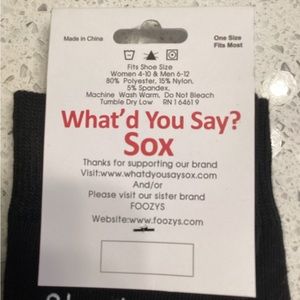 Made in China
One Size
Fits Most
Fits Shoe Size
Women 4-10 & Men 6-12
80% Polyester, 15% Nylon,
5% Spandex,
Machine Wash Warm, Do Not Bleach
Tumble Dry Low RN 164619
What'd You Say?
Sox
Thanks for supporting our brand
Visit:www.whatdyousaysox.com
And/or
Please visit our sister brand
FOOZYS
Website:www.foozys.com